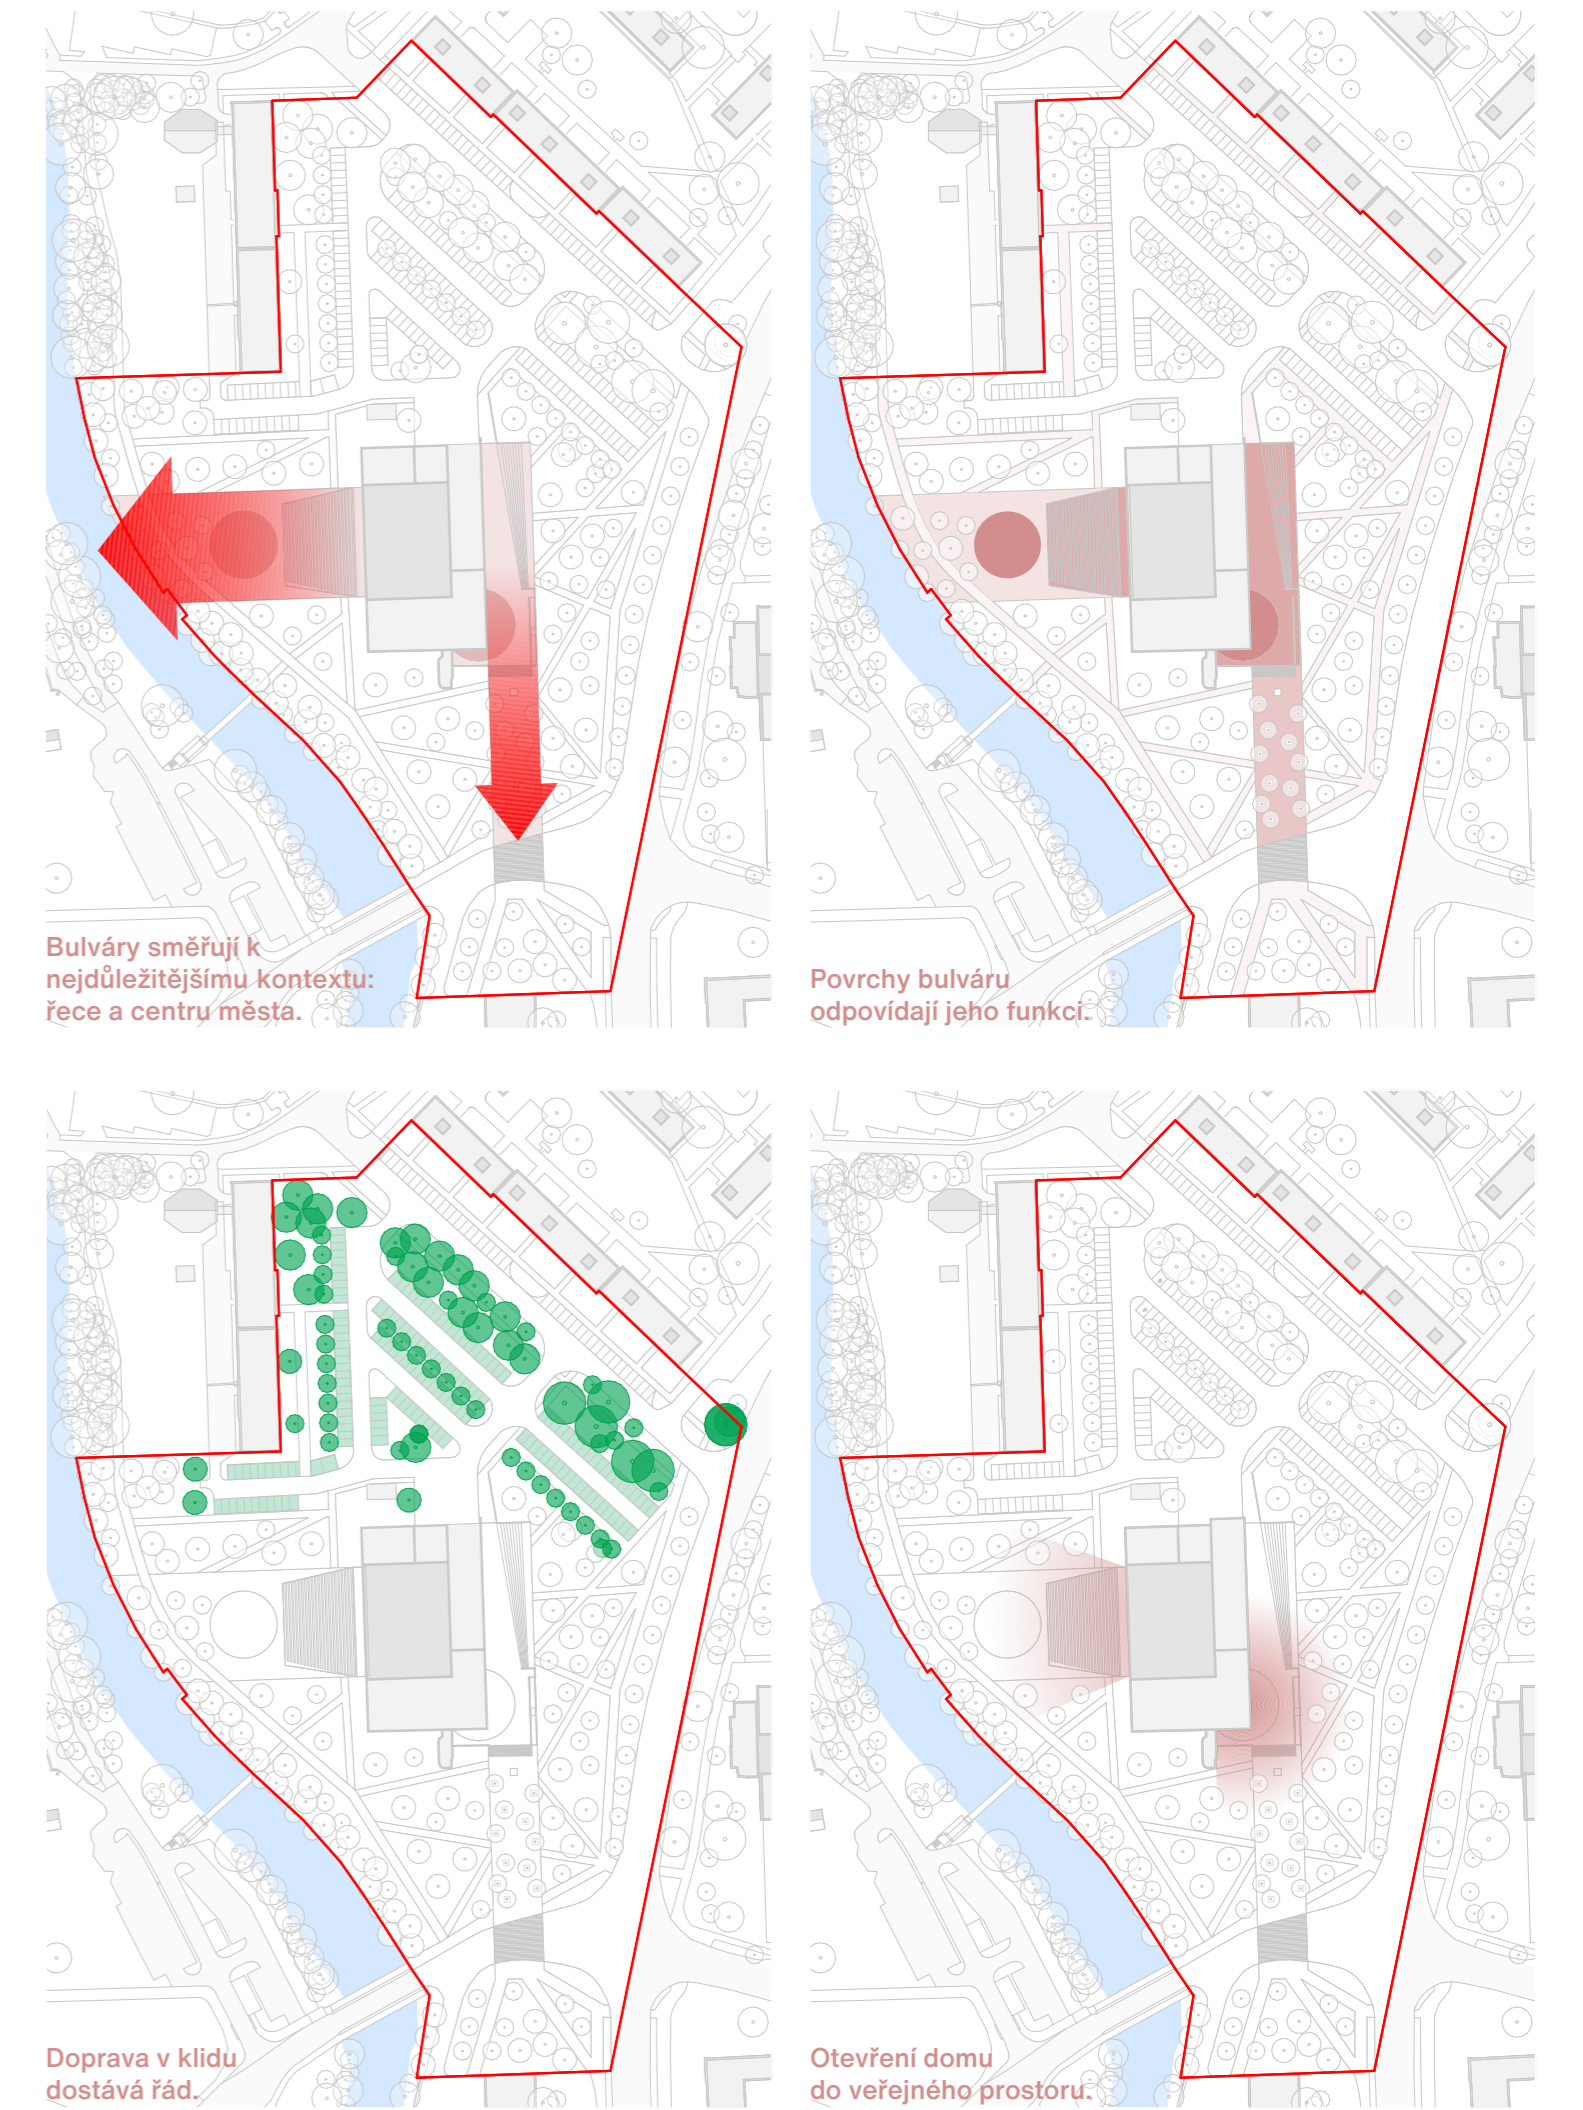 Bulváry směřují k
nejdůležitějšímu kontextu:
řece a centru města.
Povrchy bulváru
odpovídají jeho funkci.
Doprava v klidu
dostává řád.
Otevření domu
do veřejného prostoru.